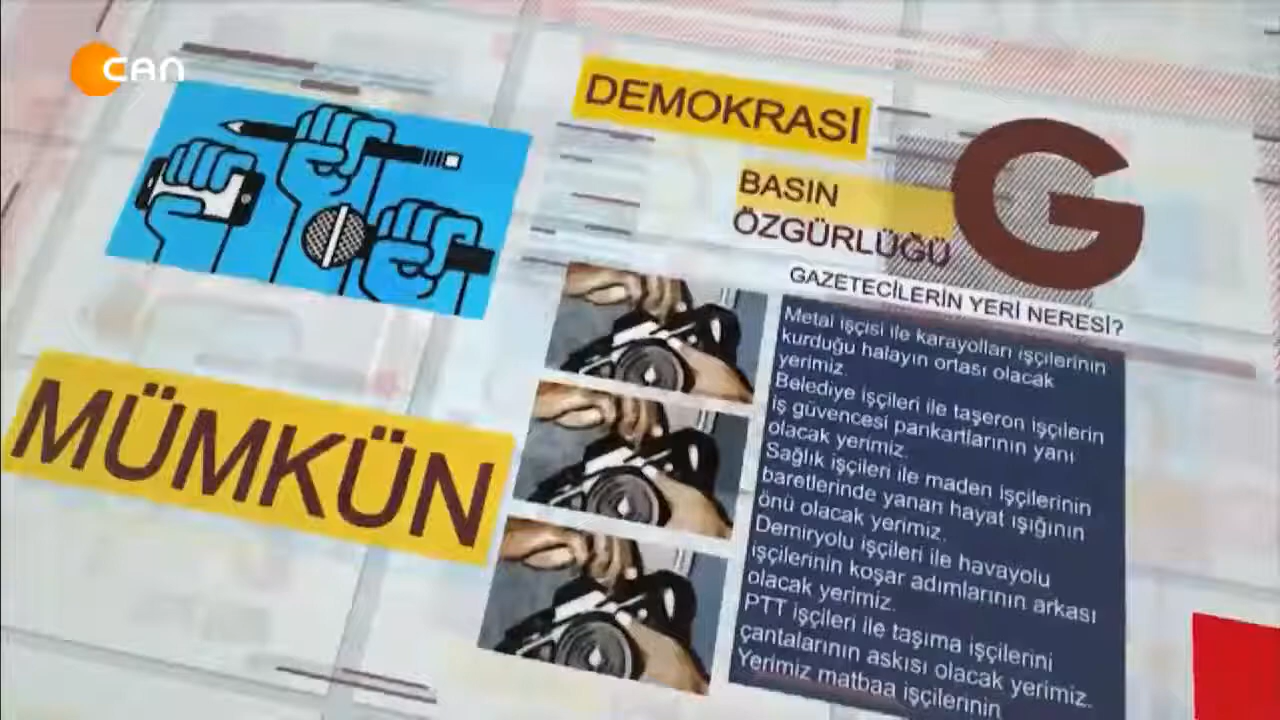 CAN
DEMOKRASİ
G
BASIN
ÖZGÜRLÜĞÜ
GAZETECİLERİN YERİ NERESİ?
MÜMKÜN
Metal işçisi ile karayolları işçilerinin
kurduğu halayın ortası olacak
yerimiz.
Belediye işçileri ile taşeron işçilerin
iş güvencesi pankartlarının yanı
olacak yerimiz.
Sağlık işçileri ile maden işçilerinin
baretlerinde yanan hayat ışığının
önü olacak yerimiz.
Demiryolu işçileri ile havayolu
işçilerinin koşar adımlarının arkası
olacak yerimiz.
PTT işçileri ile taşıma işçilerini
çantalarının askısı olacak yerimiz.
Yerimiz matbaa işçilerinin